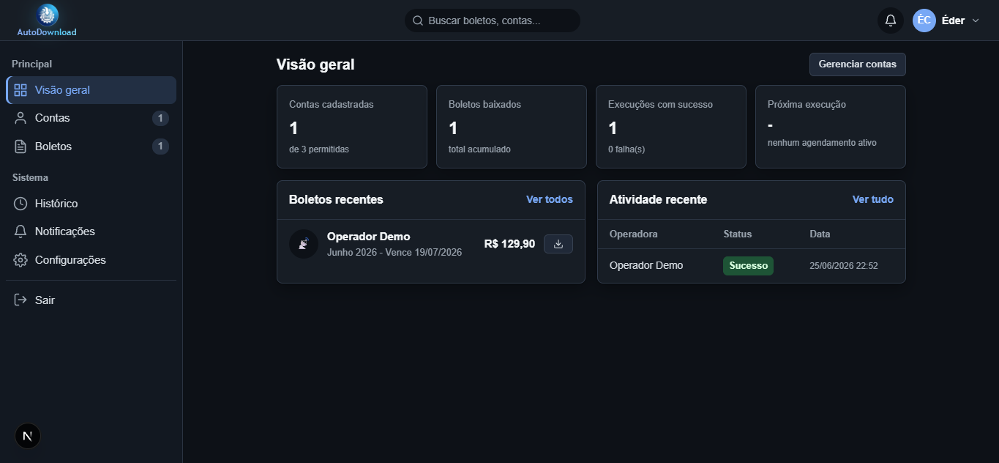 AutoDownload
Buscar boletos, contas...
ÉC
Éder
Principal
Visão geral
Contas
1
Boletos
1
Sistema
Histórico
Notificações
Configurações
Sair
N
Visão geral
Gerenciar contas
Contas cadastradas
1
de 3 permitidas
Boletos baixados
1
total acumulado
Execuções com sucesso
1
0 falha(s)
Próxima execução
-
nenhum agendamento ativo
Boletos recentes
Ver todos
Operador Demo
Junho 2026 - Vence 19/07/2026
R$ 129,90
Atividade recente
Ver tudo
Operadora Status Data
Operador Demo Sucesso 25/06/2026 22:52